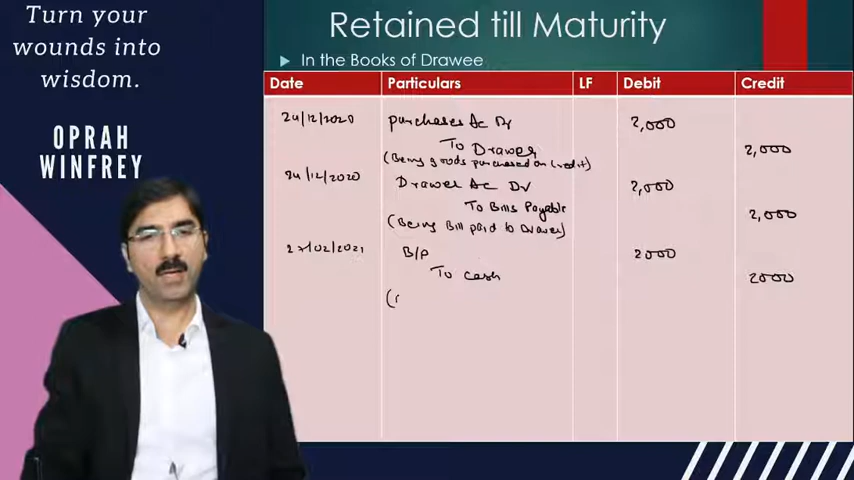 Turn your
wounds into
wisdom.
OPRAH
WINFREY
Retained till Maturity
In the Books of Drawee
Date Particulars LF Debit Credit
24/12/2020 purchases Ac Dr 2,000
To Drawer 2,000
(Being goods purchased on Credit)
24/12/2020 Drawer Ac Dr 2,000
To Bills Payable 2,000
(Being Bill paid to Drawer)
27/02/2021 B/P 2000
To cash 2000
(